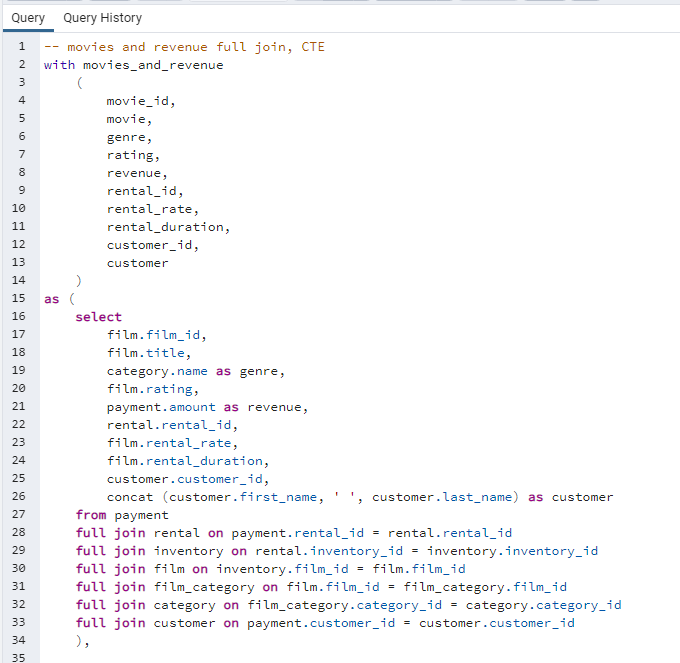 Query Query History
1 -- movies and revenue full join, CTE
2 with movies_and_revenue
3 (
4 movie_id,
5 movie,
6 genre,
7 rating,
8 revenue,
9 rental_id,
10 rental_rate,
11 rental_duration,
12 customer_id,
13 customer
14 )
15 as (
16 select
17 film.film_id,
18 film.title,
19 category.name as genre,
20 film.rating,
21 payment.amount as revenue,
22 rental.rental_id,
23 film.rental_rate,
24 film.rental_duration,
25 customer.customer_id,
26 concat (customer.first_name, ' ', customer.last_name) as customer
27 from payment
28 full join rental on payment.rental_id = rental.rental_id
29 full join inventory on rental.inventory_id = inventory.inventory_id
30 full join film on inventory.film_id = film.film_id
31 full join film_category on film.film_id = film_category.film_id
32 full join category on film_category.category_id = category.category_id
33 full join customer on payment.customer_id = customer.customer_id
34 ),
35